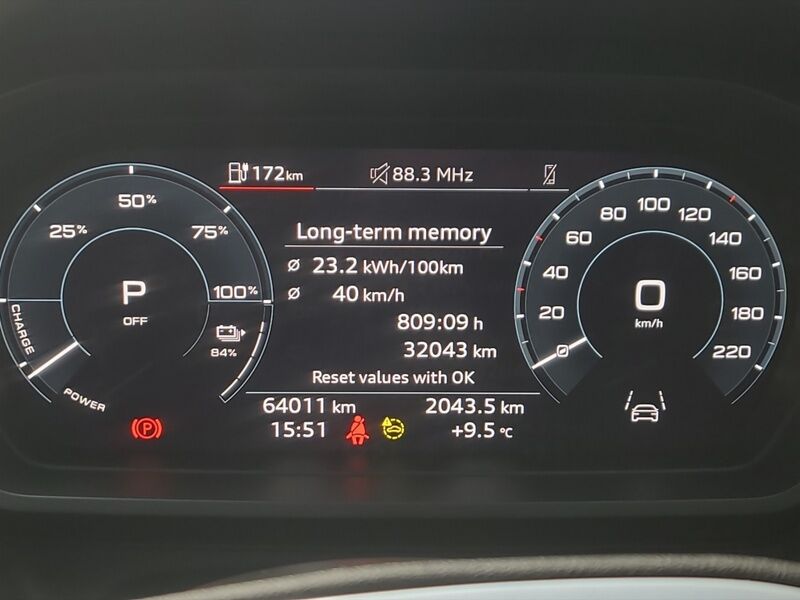 172 km
88.3 MHz
50%
25%
75%
100%
P
OFF
CHARGE
POWER
84%
Long-term memory
Ø 23.2 kWh/100km
Ø 40 km/h
809:09 h
32043 km
Reset values with OK
64011 km
2043.5 km
15:51
+9.5 °C
(P)
0
20
40
60
80
100
120
140
160
180
220
0
km/h